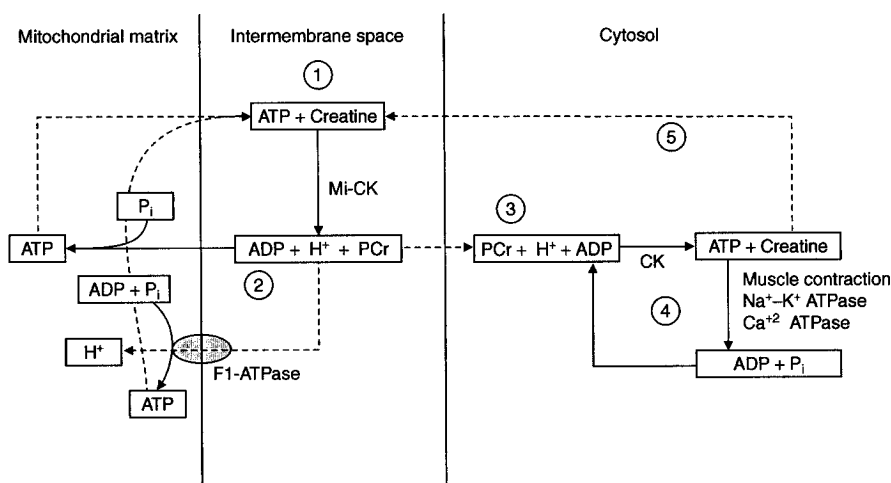 Mitochondrial matrix
Intermembrane space
Cytosol
1
ATP + Creatine
5
Mi-CK
Pi
3
ATP
ADP + H+ + PCr
PCr + H+ + ADP
CK
ATP + Creatine
2
ADP + Pi
4
Muscle contraction
Na+–K+ ATPase
Ca+2 ATPase
H+
F1-ATPase
ADP + Pi
ATP